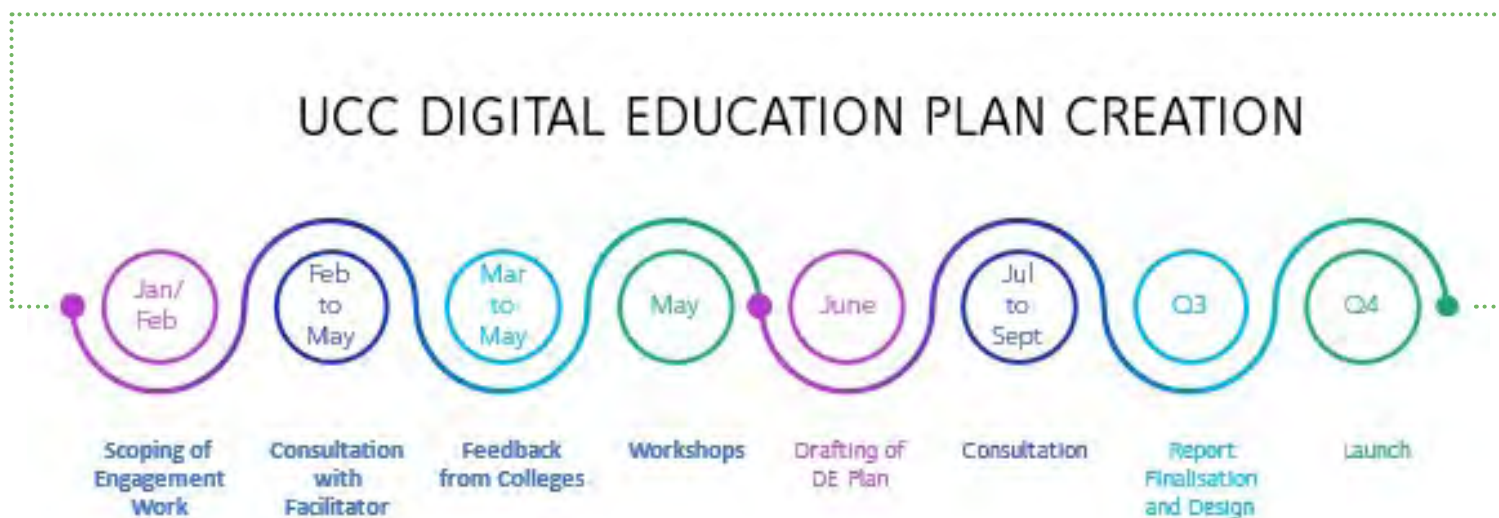 UCC DIGITAL EDUCATION PLAN CREATION
Jan/
Feb
Feb
to
May
Mar
to
May
May
June
Jul
to
Sept
Q3
Q4
Scoping of
Engagement
Work
Consultation
with
Facilitator
Feedback
from Colleges
Workshops
Drafting of
DE Plan
Consultation
Report
Finalisation
and Design
Launch